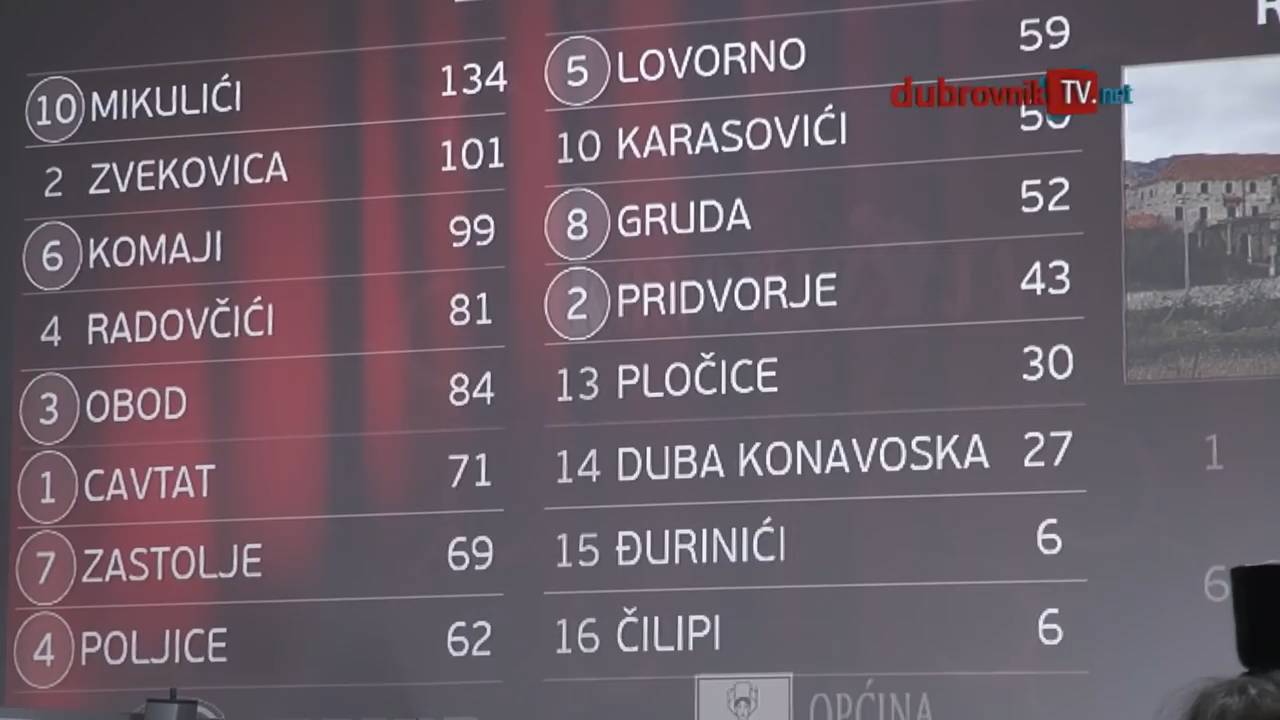 10 MIKULIĆI 134
2 ZVEKOVICA 101
6 KOMAJI 99
4 RADOVČIĆI 81
3 OBOD 84
1 CAVTAT 71
7 ZASTOLJE 69
4 POLJICE 62
5 LOVORNO 59
10 KARASOVIĆI
8 GRUDA 52
2 PRIDVORJE 43
13 PLOČICE 30
14 DUBA KONAVOSKA 27
15 ĐURINIĆI 6
16 ČILIPI 6
OPĆINA
dubrovnikTV.net
1
6